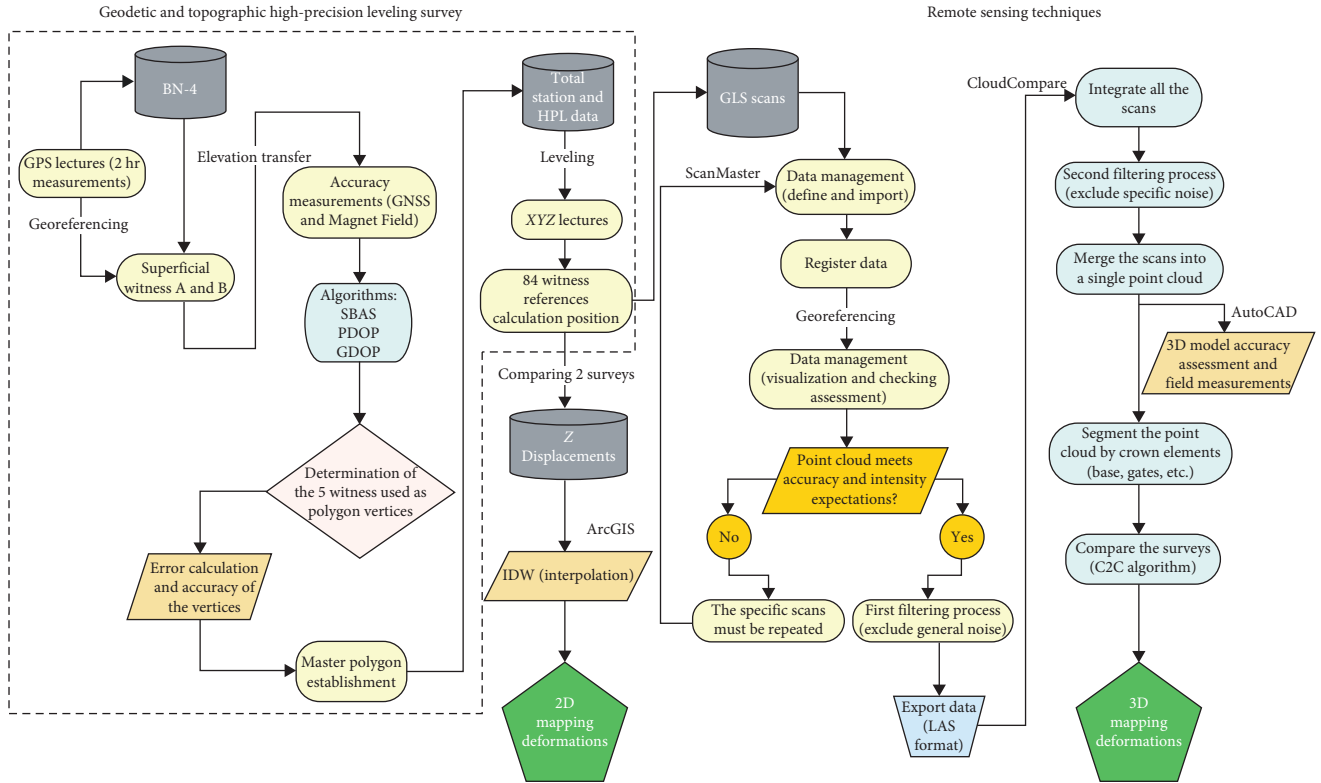 Geodetic and topographic high-precision leveling survey
Remote sensing techniques
BN-4
GPS lectures (2 hr
measurements)
Georeferencing
Superficial
witness A and B
Elevation transfer
Accuracy
measurements (GNSS
and Magnet Field)
Algorithms:
SBAS
PDOP
GDOP
Determination of
the 5 witness used as
polygon vertices
Error calculation
and accuracy of
the vertices
Master polygon
establishment
Total
station and
HPL data
Leveling
XYZ lectures
84 witness
references
calculation position
Comparing 2 surveys
Z
Displacements
ArcGIS
IDW (interpolation)
2D
mapping
deformations
GLS scans
ScanMaster
Data management
(define and import)
Register data
Georeferencing
Data management
(visualization and checking
assessment)
Point cloud meets
accuracy and intensity
expectations?
No
Yes
The specific scans
must be repeated
First filtering process
(exclude general noise)
Export data
(LAS
format)
CloudCompare
Integrate all the
scans
Second filtering process
(exclude specific noise)
Merge the scans into
a single point cloud
AutoCAD
3D model accuracy
assessment and
field measurements
Segment the point
cloud by crown elements
(base, gates, etc.)
Compare the surveys
(C2C algorithm)
3D
mapping
deformations